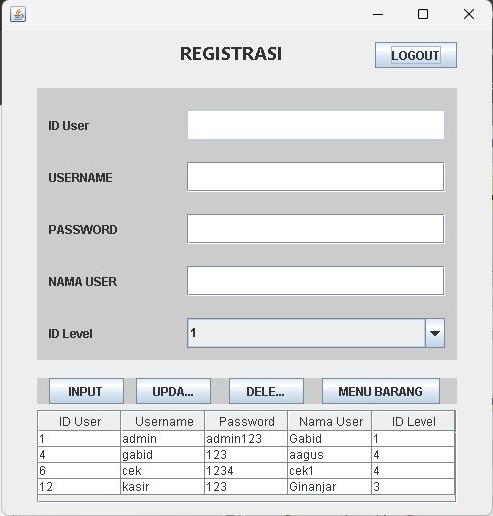 REGISTRASI LOGOUT
ID User
USERNAME
PASSWORD
NAMA USER
ID Level 1
INPUT UPDA... DELE... MENU BARANG
ID User Username Password Nama User ID Level
1 admin admin123 Gabid 1
4 gabid 123 aagus 4
6 cek 1234 cek1 4
12 kasir 123 Ginanjar 3